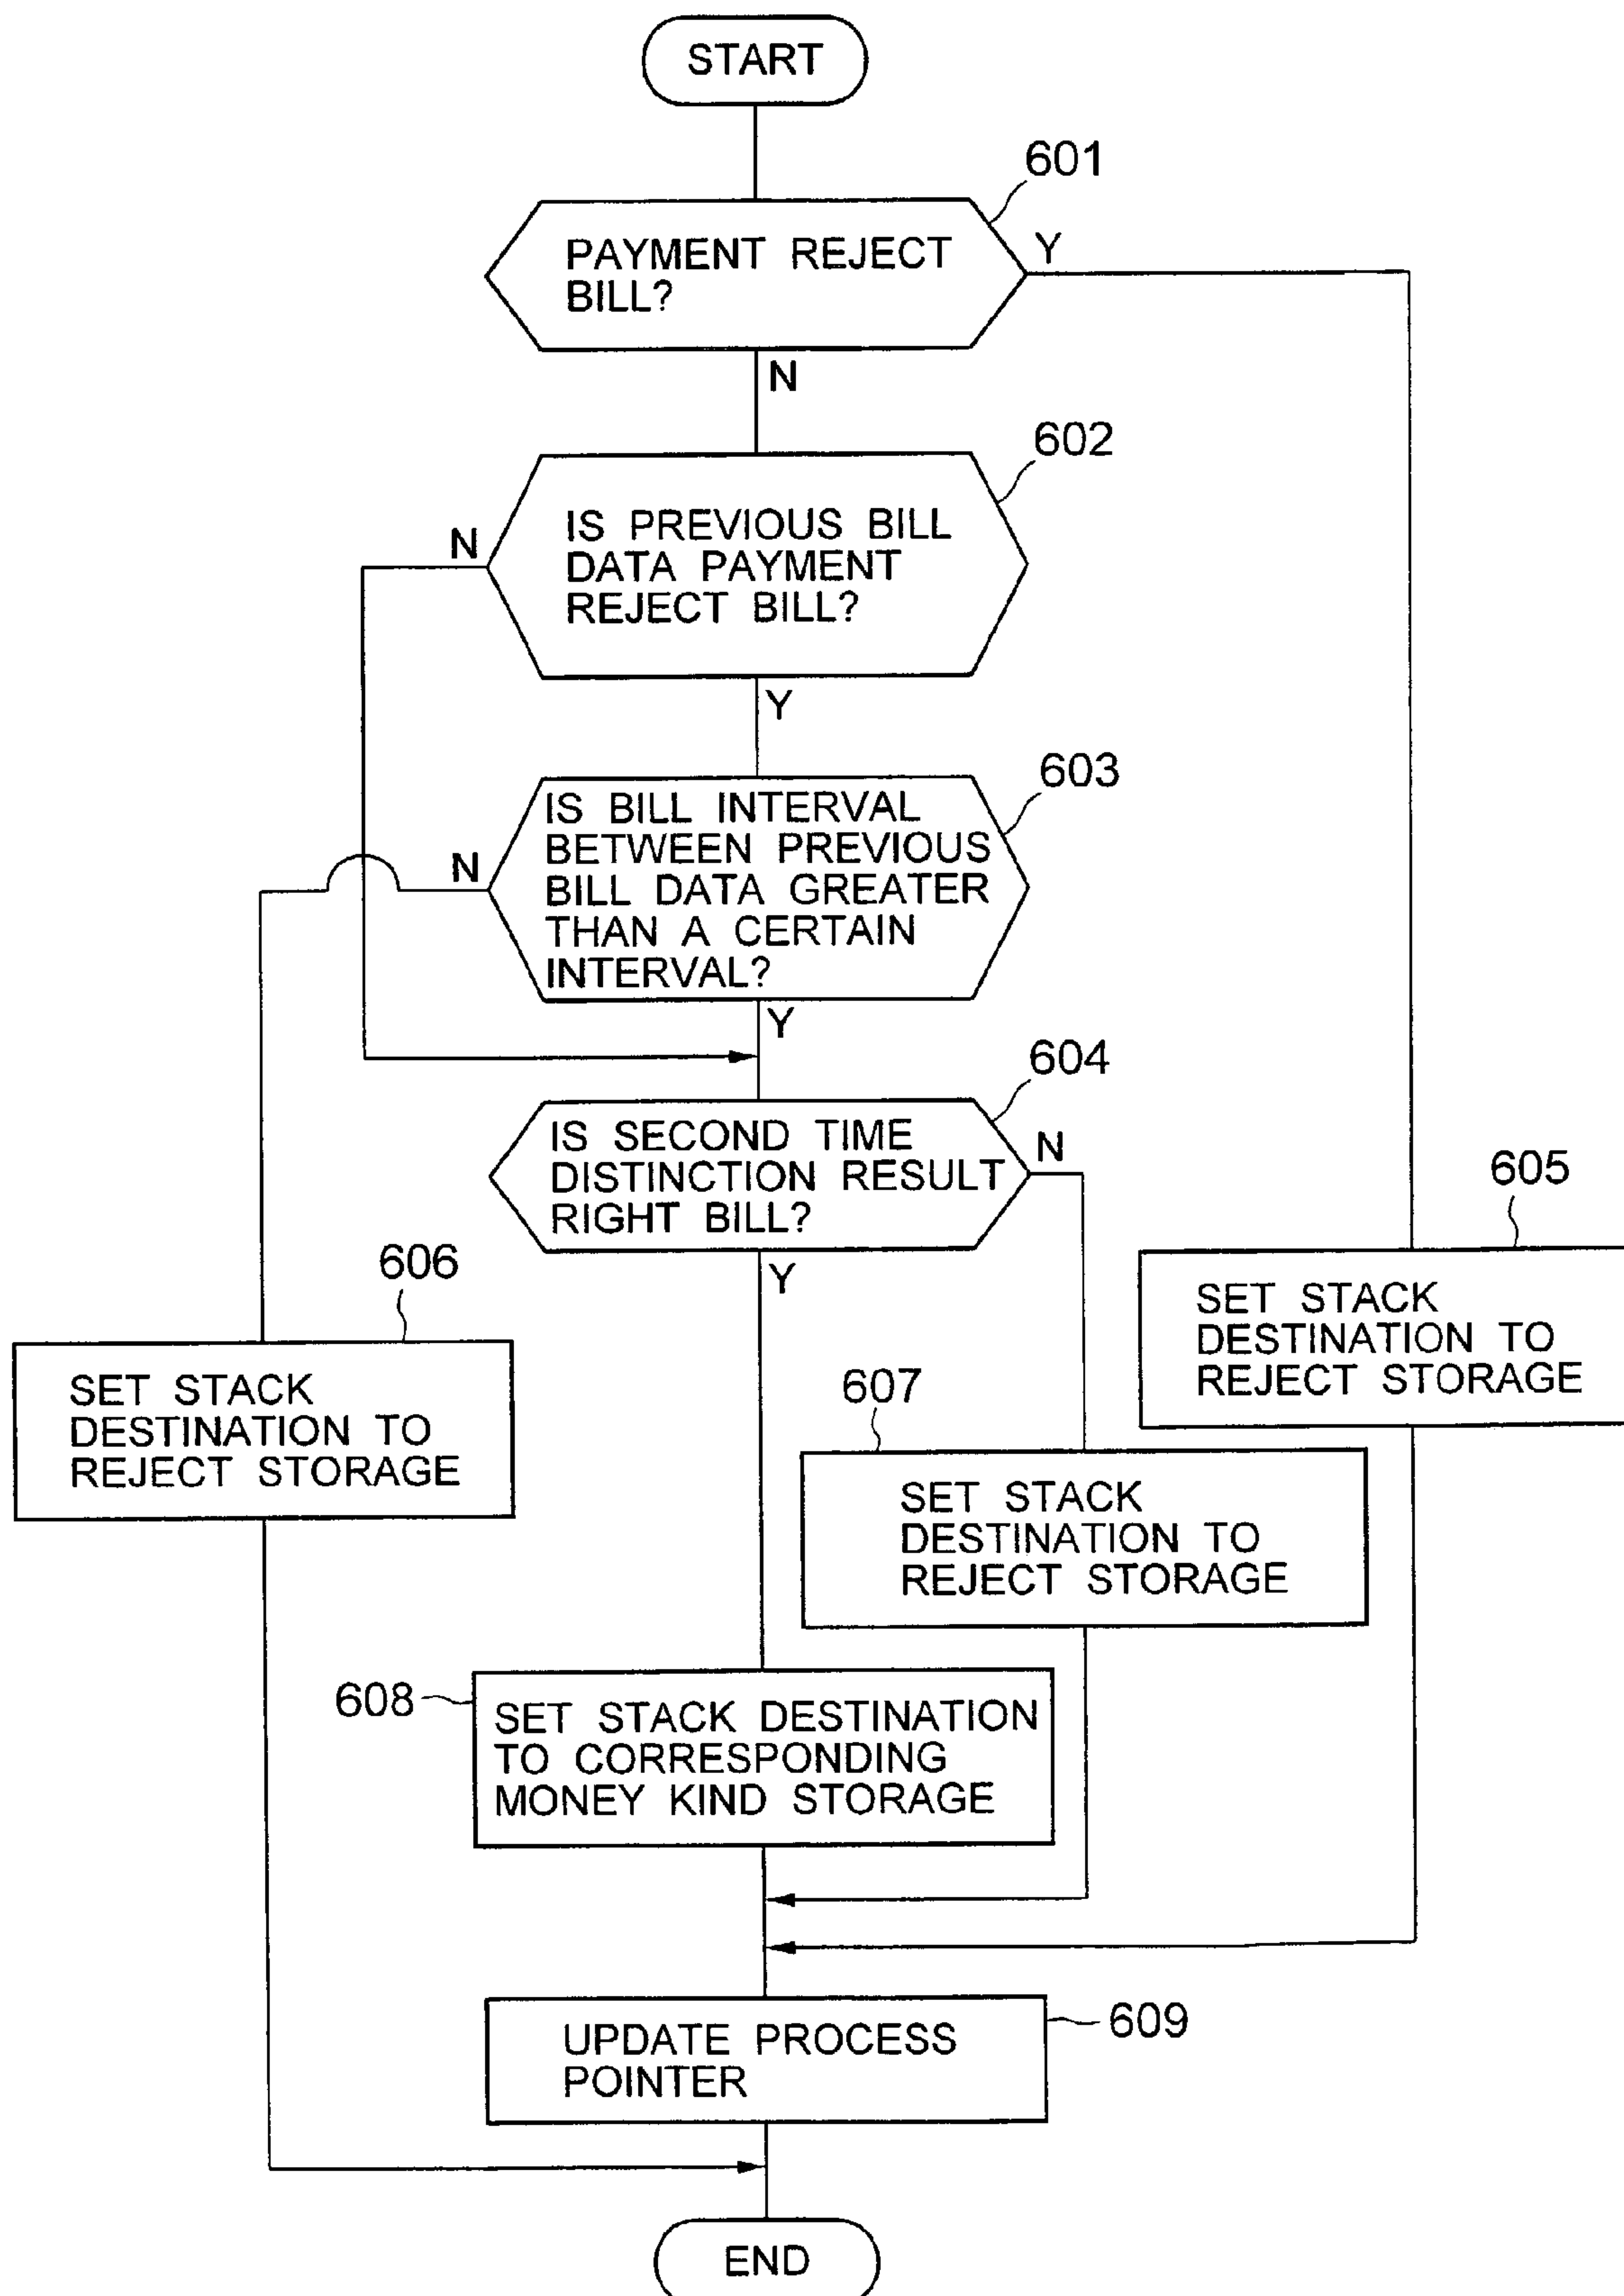 START
601
PAYMENT REJECT
BILL?
Y
N
602
IS PREVIOUS BILL
DATA PAYMENT
REJECT BILL?
N
Y
603
IS BILL INTERVAL
BETWEEN PREVIOUS
BILL DATA GREATER
THAN A CERTAIN
INTERVAL?
N
Y
604
IS SECOND TIME
DISTINCTION RESULT
RIGHT BILL?
N
Y
605
SET STACK
DESTINATION TO
REJECT STORAGE
606
SET STACK
DESTINATION TO
REJECT STORAGE
607
SET STACK
DESTINATION TO
REJECT STORAGE
608
SET STACK DESTINATION
TO CORRESPONDING
MONEY KIND STORAGE
609
UPDATE PROCESS
POINTER
END